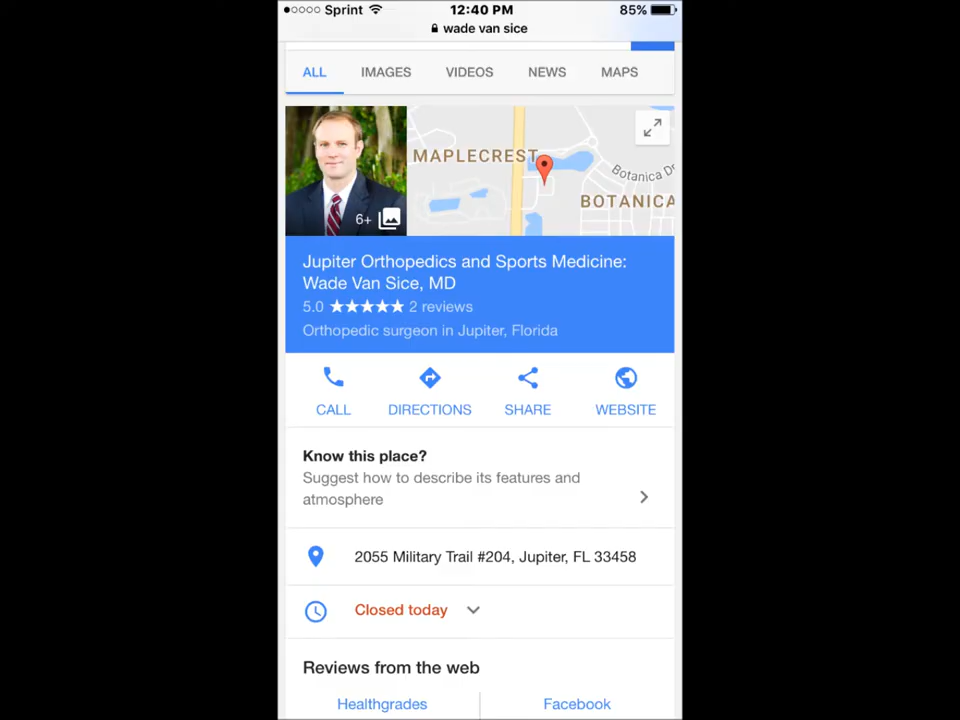 Sprint 12:40 PM 85%
wade van sice
ALL IMAGES VIDEOS NEWS MAPS
MAPLECREST
Botanica Dr
BOTANICA
6+
Jupiter Orthopedics and Sports Medicine:
Wade Van Sice, MD
5.0 ★★★★★ 2 reviews
Orthopedic surgeon in Jupiter, Florida
CALL DIRECTIONS SHARE WEBSITE
Know this place?
Suggest how to describe its features and
atmosphere
2055 Military Trail #204, Jupiter, FL 33458
Closed today
Reviews from the web
Healthgrades Facebook